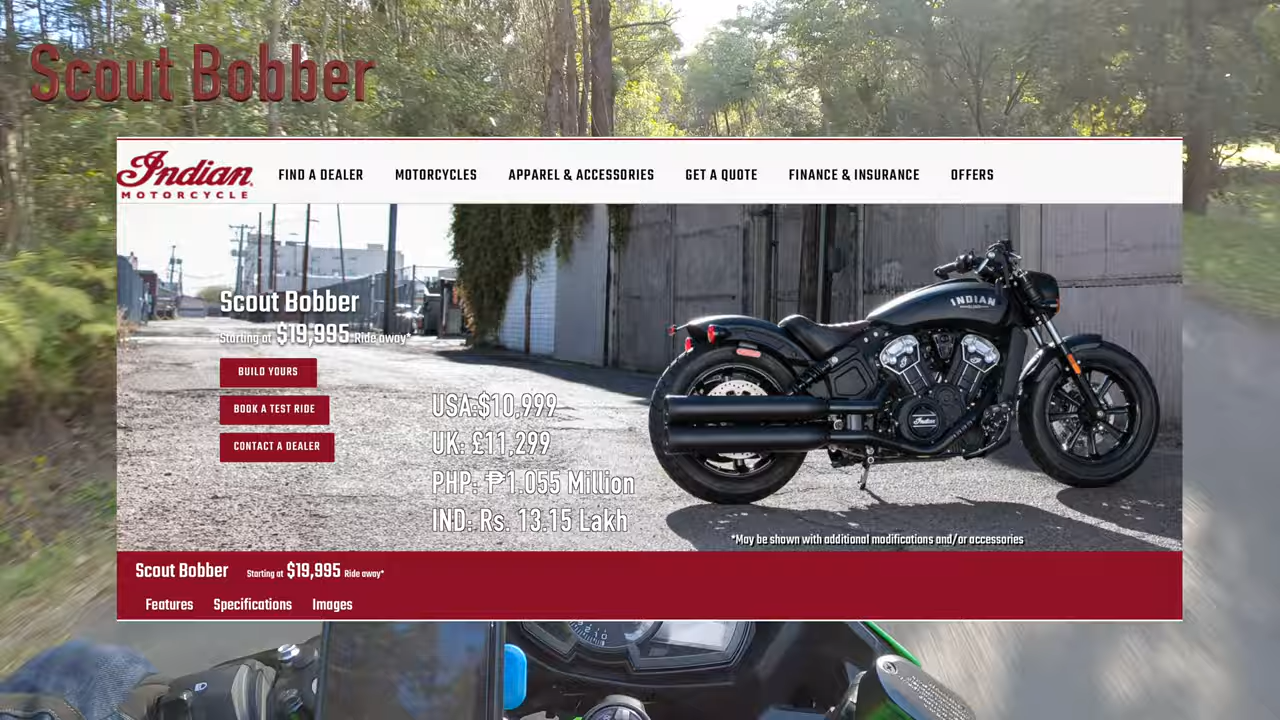 Scout Bobber
Indian
MOTORCYCLE
FIND A DEALER MOTORCYCLES APPAREL & ACCESSORIES GET A QUOTE FINANCE & INSURANCE OFFERS
INDIAN
Scout Bobber
Starting at $19,995 Ride away*
BUILD YOURS
BOOK A TEST RIDE
CONTACT A DEALER
USA:$10,999
UK: £11,299
PHP: ₱1.055 Million
IND: Rs. 13.15 Lakh
Indian
*May be shown with additional modifications and/or accessories
Scout Bobber Starting at $19,995 Ride away*
Features Specifications Images